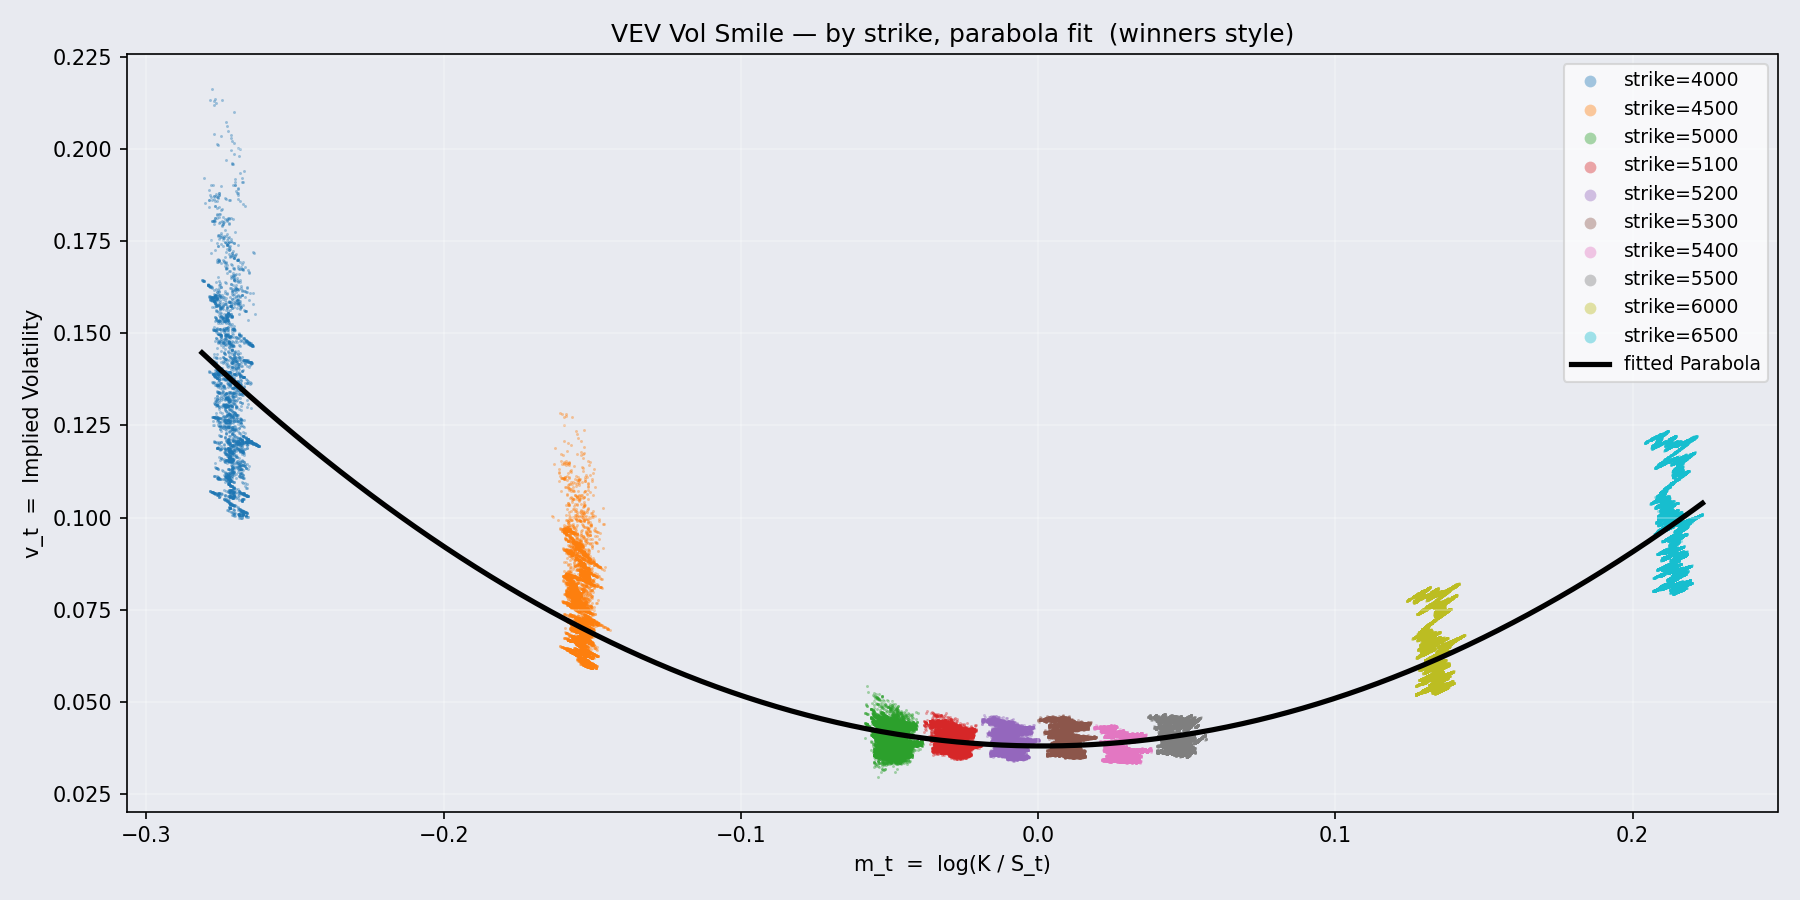 VEV Vol Smile — by strike, parabola fit  (winners style)
0.225
0.200
0.175
0.150
0.125
0.100
0.075
0.050
0.025
v_t  =  Implied Volatility
strike=4000
strike=4500
strike=5000
strike=5100
strike=5200
strike=5300
strike=5400
strike=5500
strike=6000
strike=6500
fitted Parabola
−0.3
−0.2
−0.1
0.0
0.1
0.2
m_t  =  log(K / S_t)